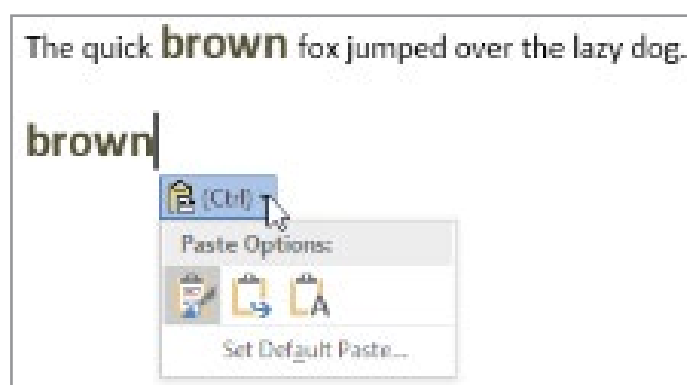 The quick brown fox jumped over the lazy dog.
brown
(Ctrl)
Paste Options:
A
Set Default Paste...